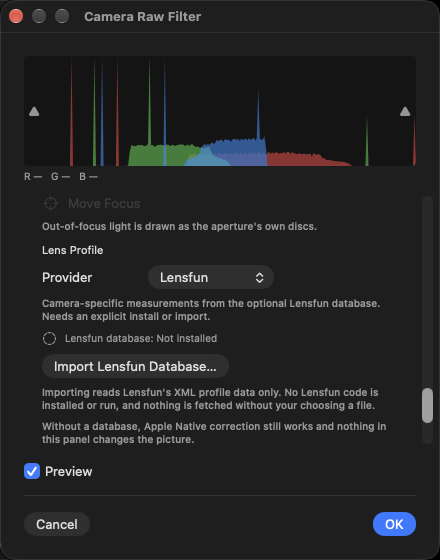 Camera Raw Filter
R — G — B —
Move Focus
Out-of-focus light is drawn as the aperture's own discs.
Lens Profile
Provider Lensfun
Camera-specific measurements from the optional Lensfun database.
Needs an explicit install or import.
Lensfun database: Not installed
Import Lensfun Database...
Importing reads Lensfun's XML profile data only. No Lensfun code is
installed or run, and nothing is fetched without your choosing a file.
Without a database, Apple Native correction still works and nothing in
this panel changes the picture.
Preview
Cancel OK